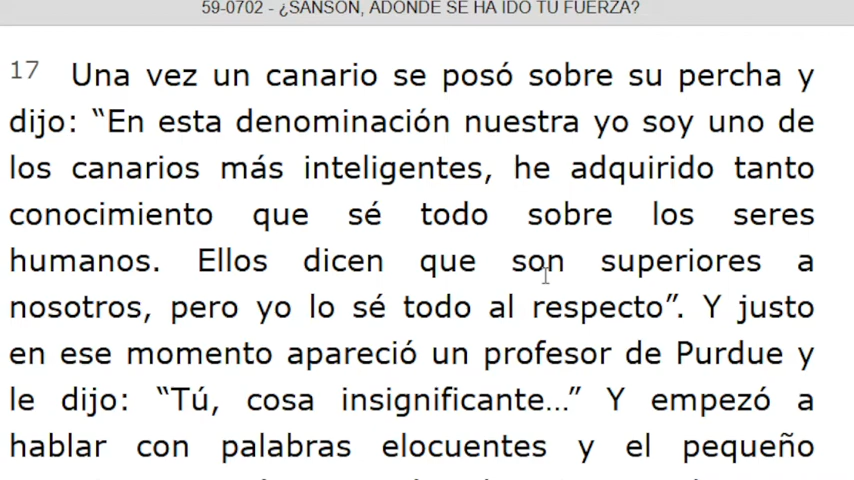 59-0702 - ¿SANSÓN, ADÓNDE SE HA IDO TU FUERZA?
17 Una vez un canario se posó sobre su percha y
dijo: “En esta denominación nuestra yo soy uno de
los canarios más inteligentes, he adquirido tanto
conocimiento que sé todo sobre los seres
humanos. Ellos dicen que son superiores a
nosotros, pero yo lo sé todo al respecto”. Y justo
en ese momento apareció un profesor de Purdue y
le dijo: “Tú, cosa insignificante…” Y empezó a
hablar con palabras elocuentes y el pequeño